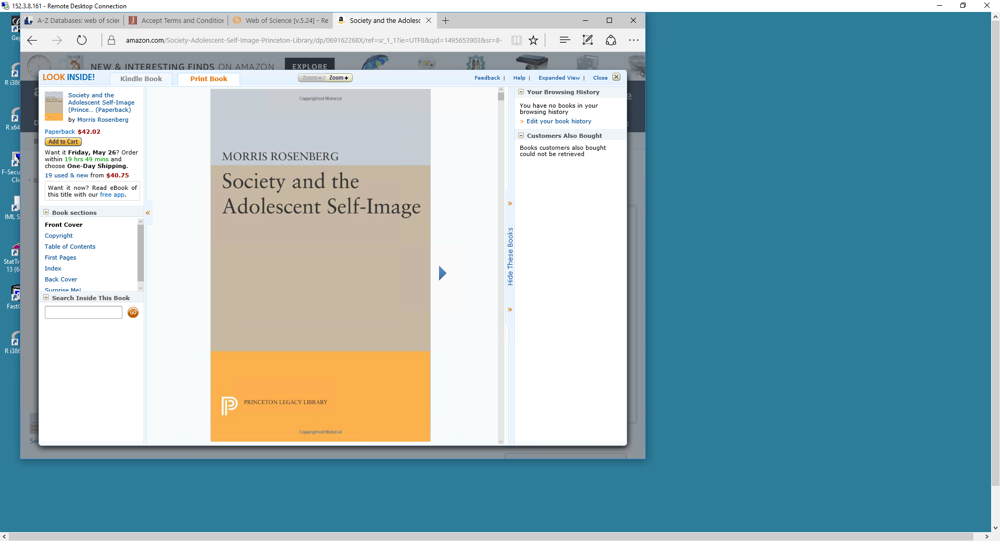 152.3.8.161 - Remote Desktop Connection
A-Z Databases: web of scien
Accept Terms and Condition
Web of Science [v.5.24] - Re
Society and the Adolesc
amazon.com/Society-Adolescent-Self-Image-Princeton-Library/dp/069162268X/ref=sr_1_1?ie=UTF8&qid=1495653903&sr=8-
NEW & INTERESTING FINDS ON AMAZON EXPLORE
LOOK INSIDE!
Kindle Book
Print Book
Zoom −
Zoom +
Feedback |
Help |
Expanded View |
Close
Society and the
Adolescent Self-Image
(Prince... (Paperback)
by Morris Rosenberg
Paperback $42.02
Add to Cart
Want it Friday, May 26? Order
within 19 hrs 49 mins and
choose One-Day Shipping.
19 used & new from $40.75
Want it now? Read eBook of
this title with our free app.
Book sections
Front Cover
Copyright
Table of Contents
First Pages
Index
Back Cover
Surprise Me!
Search Inside This Book
GO
Copyrighted Material
MORRIS ROSENBERG
Society and the
Adolescent Self-Image
PRINCETON LEGACY LIBRARY
Copyrighted Material
Hide These Books
Your Browsing History
You have no books in your
browsing history
> Edit your book history
Customers Also Bought
Books customers also bought
could not be retrieved
Gep
R i386
R x64
F-Secu
Clic
IML S
StatTr
13 (6
FastC
R i386